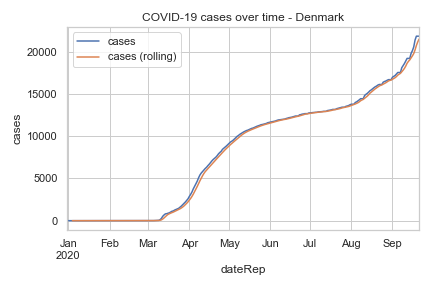 COVID-19 cases over time - Denmark
cases
cases (rolling)
20000
15000
10000
5000
0
cases
Jan Feb Mar Apr May Jun Jul Aug Sep
2020
dateRep